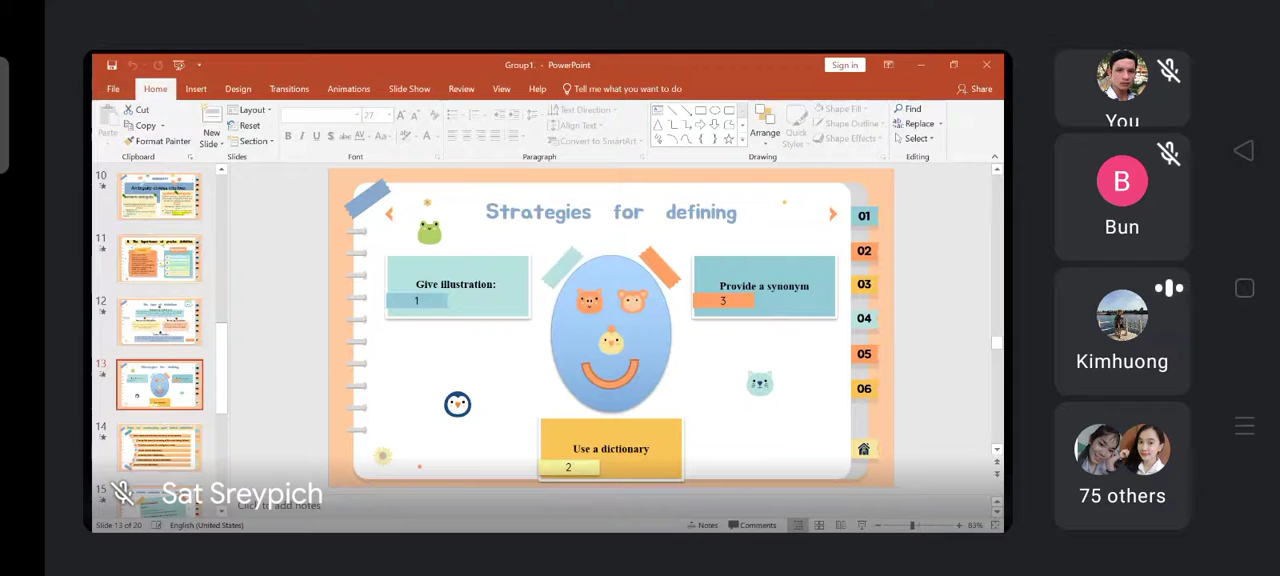 Group1. - PowerPoint
Sign in
File Home Insert Design Transitions Animations Slide Show Review View Help Tell me what you want to do Share
Paste
Cut
Copy
Format Painter
Clipboard
New Slide
Layout
Reset
Section
Slides
27
Font
Text Direction
Align Text
Convert to SmartArt
Paragraph
Arrange
Quick Styles
Shape Fill
Shape Outline
Shape Effects
Drawing
Find
Replace
Select
Editing
10
11
12
13
14
15
Strategies for defining
Give illustration:
1
Provide a synonym
3
Use a dictionary
2
01
02
03
04
05
06
Sat Sreypich
Click to add notes
Slide 13 of 20 English (United States) Notes Comments 83%
You
B
Bun
Kimhuong
75 others